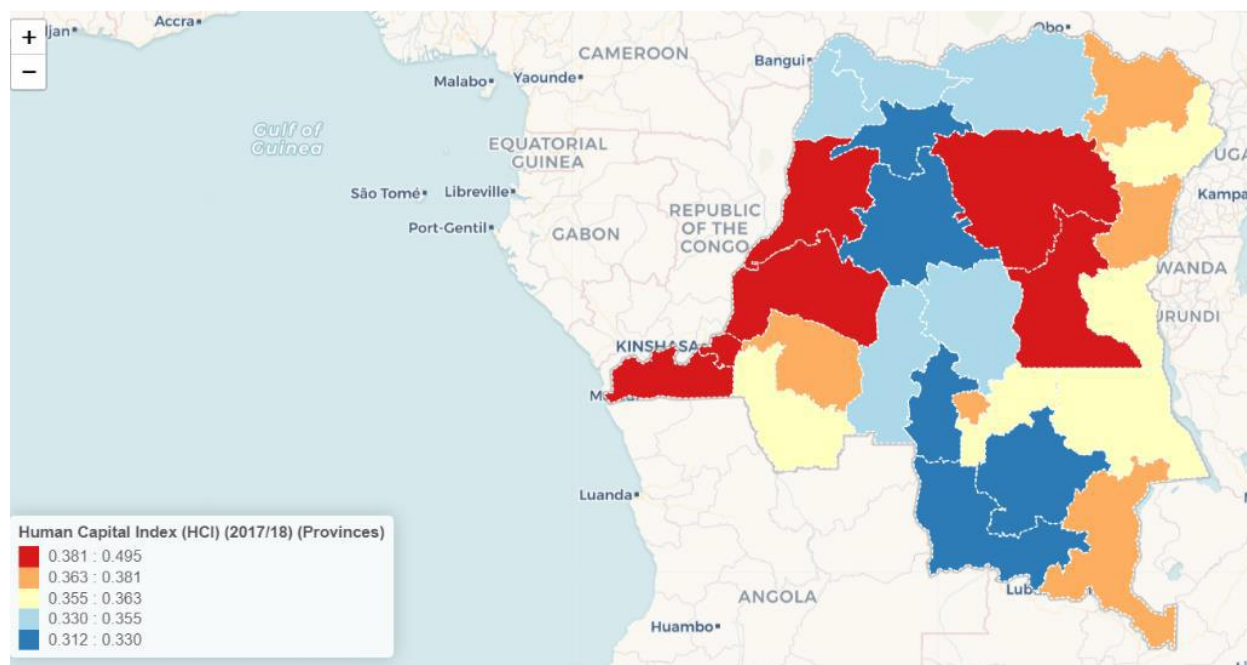 +
−
Accra
Obo
CAMEROON
Bangui
Malabo
Yaounde
Gulf of
Guinea
EQUATORIAL
GUINEA
UGA
São Tomé
Libreville
Kampa
REPUBLIC
OF THE
CONGO
Port-Gentil
GABON
WANDA
URUNDI
KINSHASA
Luanda
Human Capital Index (HCI) (2017/18) (Provinces)
0.381 : 0.495
0.363 : 0.381
0.355 : 0.363
0.330 : 0.355
0.312 : 0.330
ANGOLA
Huambo